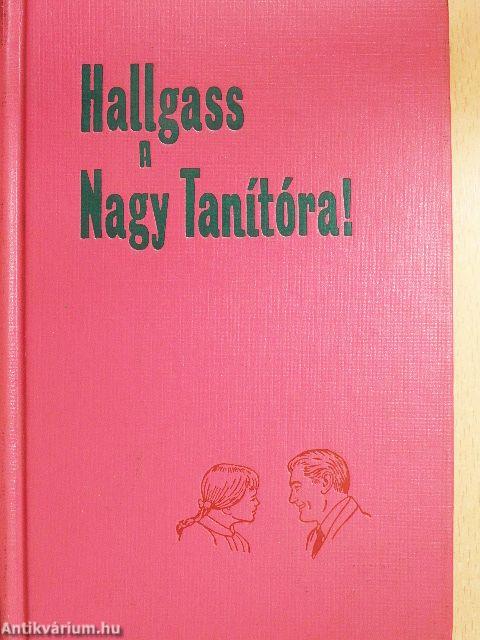 Hallgass
A
Nagy Tanítóra!
Antikvárium.hu